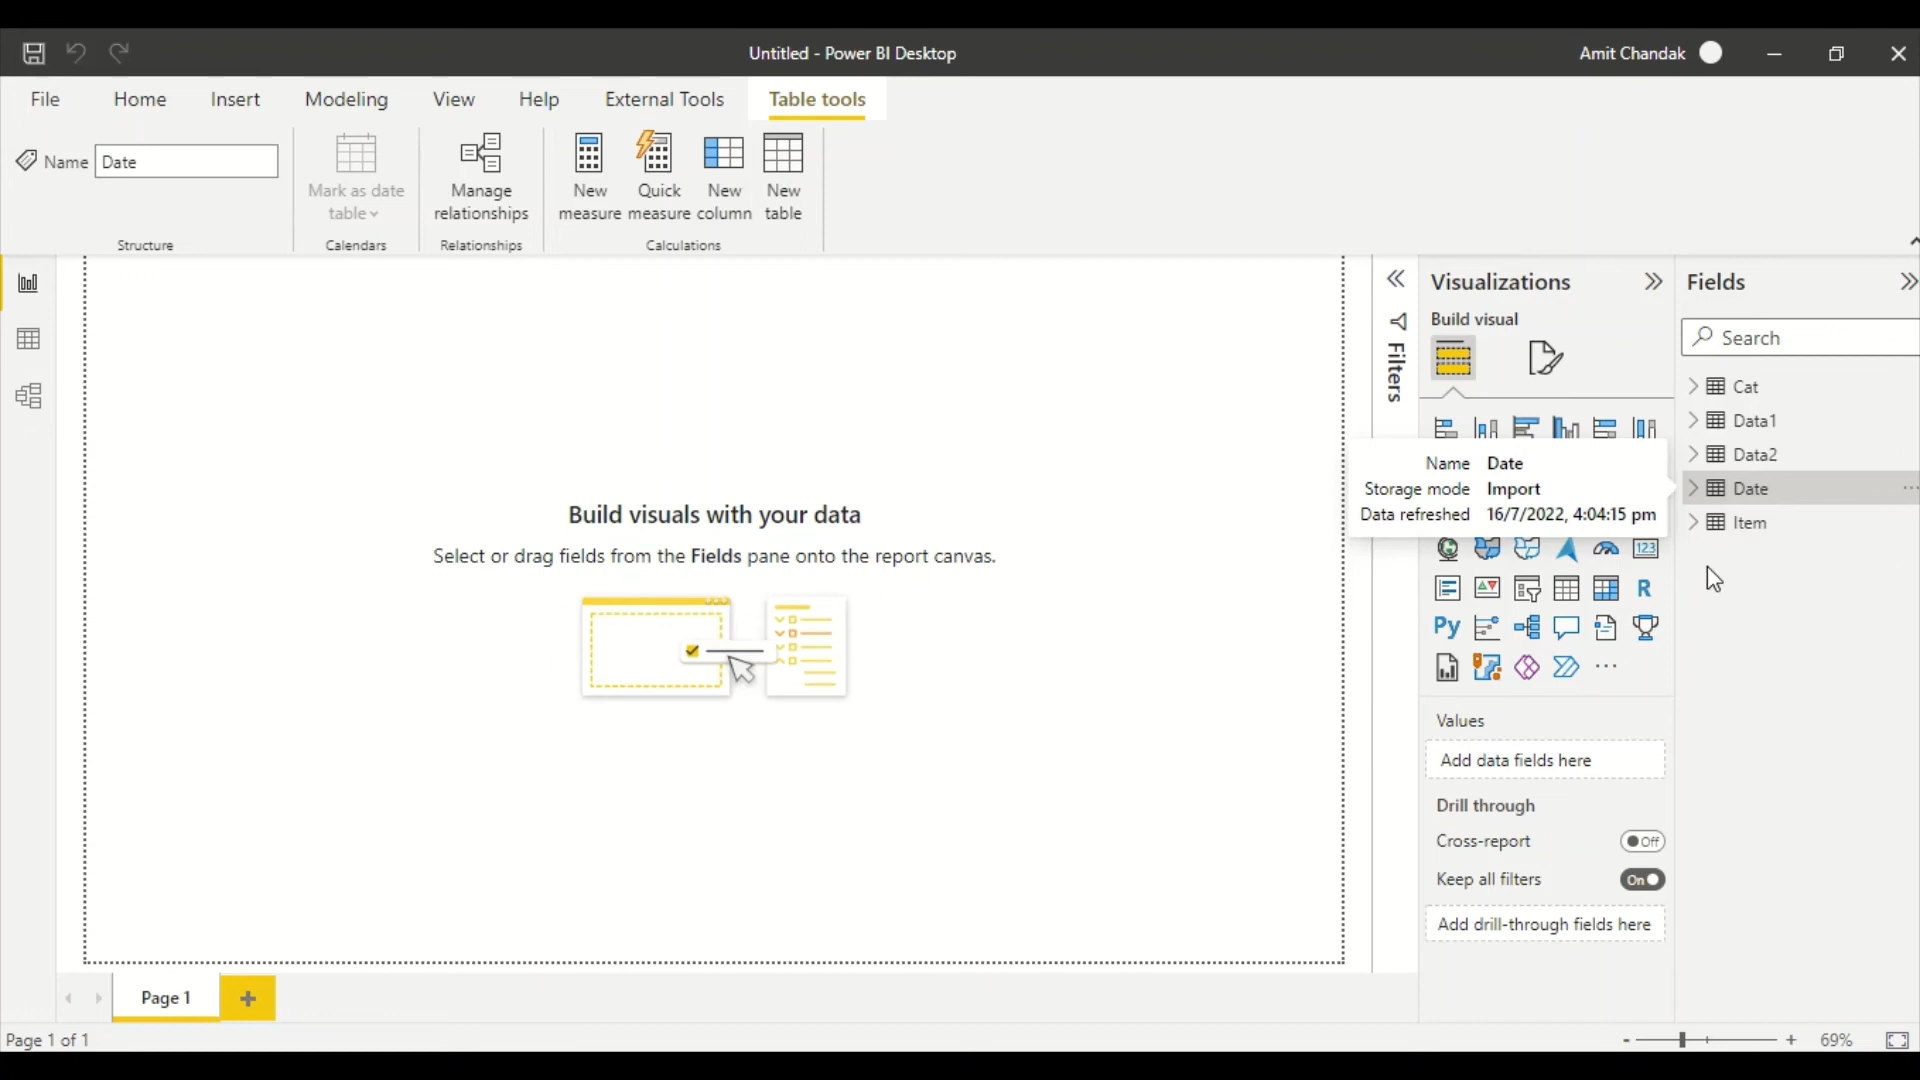 Untitled - Power BI Desktop
Amit Chandak
File
Home
Insert
Modeling
View
Help
External Tools
Table tools
Name
Date
Mark as date
table
Manage
relationships
New
measure
Quick
measure
New
column
New
table
Structure
Calendars
Relationships
Calculations
Build visuals with your data
Select or drag fields from the Fields pane onto the report canvas.
Filters
Visualizations
Build visual
Name Date
Storage mode Import
Data refreshed 16/7/2022, 4:04:15 pm
123
R
Py
Values
Add data fields here
Drill through
Cross-report
Off
Keep all filters
On
Add drill-through fields here
Fields
Search
Cat
Data1
Data2
Date
Item
Page 1
Page 1 of 1
69%